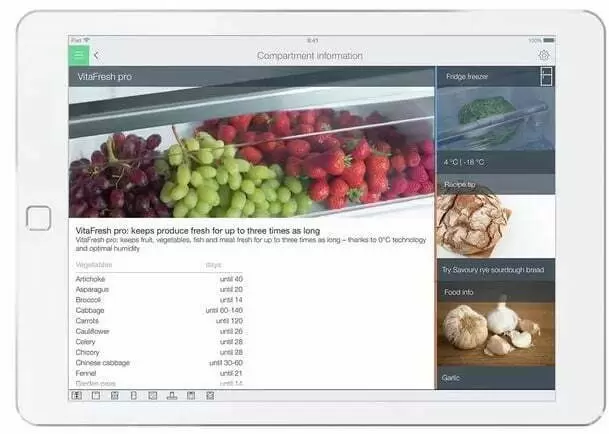 iPad 9:41 100%
Compartment information
VitaFresh pro
VitaFresh pro: keeps produce fresh for up to three times as long
VitaFresh pro: keeps fruit, vegetables, fish and meat fresh for up to three times as long – thanks to 0°C technology
and optimal humidity
Vegetables days
Artichoke until 40
Asparagus until 20
Broccoli until 14
Cabbage until 60-140
Carrots until 120
Cauliflower until 26
Celery until 28
Chicory until 28
Chinese cabbage until 30-60
Fennel until 21
Garden peas until 14
Fridge freezer
4 °C | -18 °C
Recipe tip
Try Savoury rye sourdough bread
Food info
Garlic